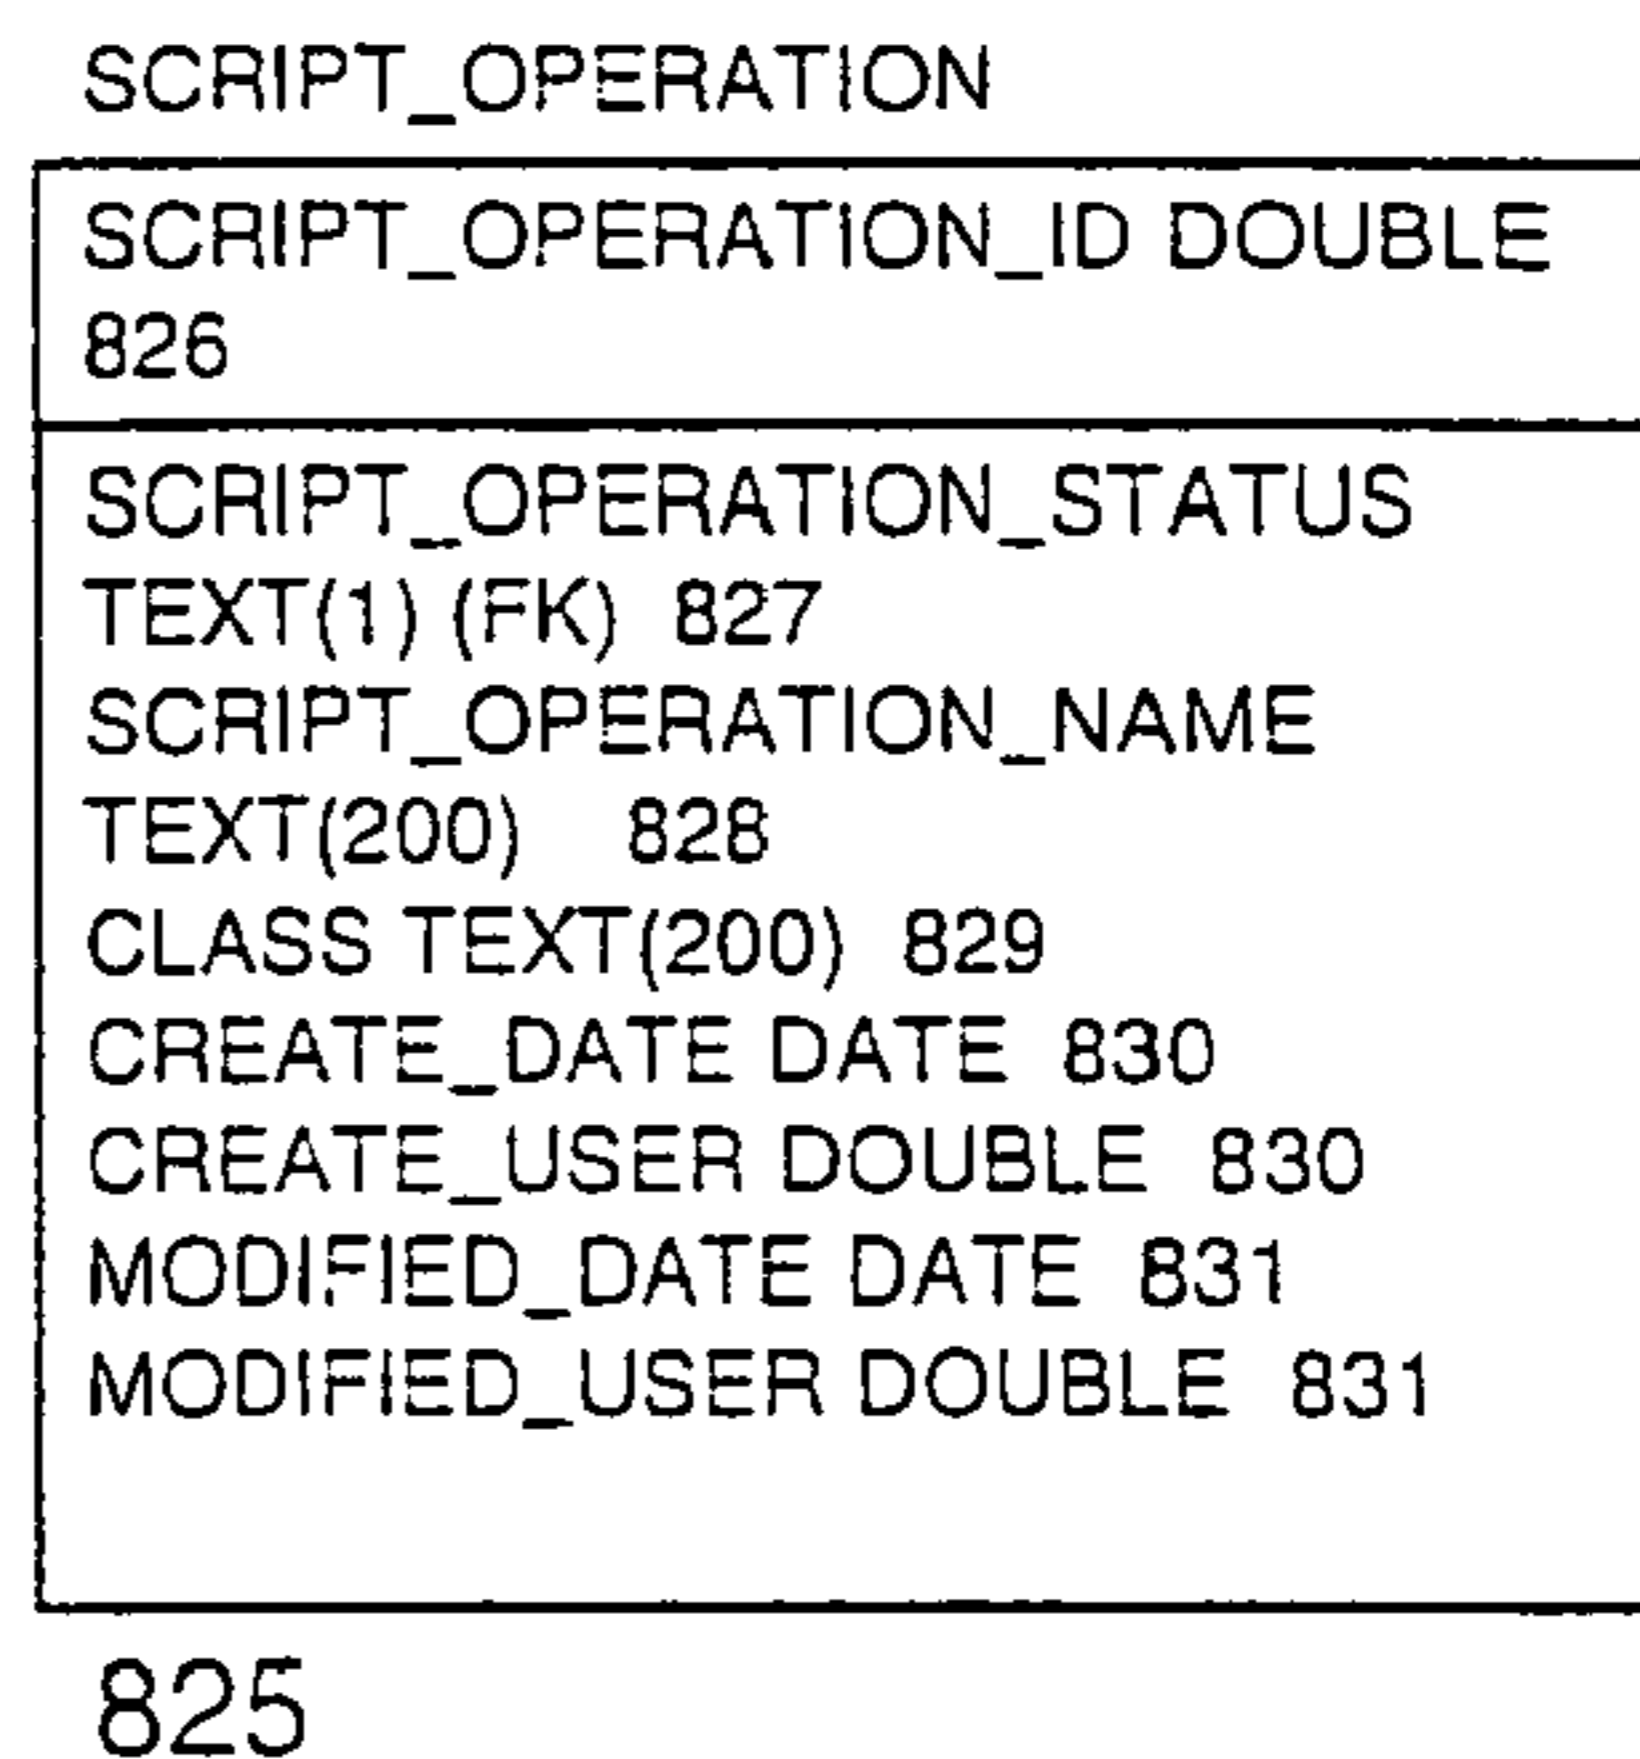 SCRIPT_OPERATION
SCRIPT_OPERATION_ID DOUBLE
826
SCRIPT_OPERATION_STATUS
TEXT(1) (FK) 827
SCRIPT_OPERATION_NAME
TEXT(200) 828
CLASS TEXT(200) 829
CREATE_DATE DATE 830
CREATE_USER DOUBLE 830
MODIFIED_DATE DATE 831
MODIFIED_USER DOUBLE 831
825